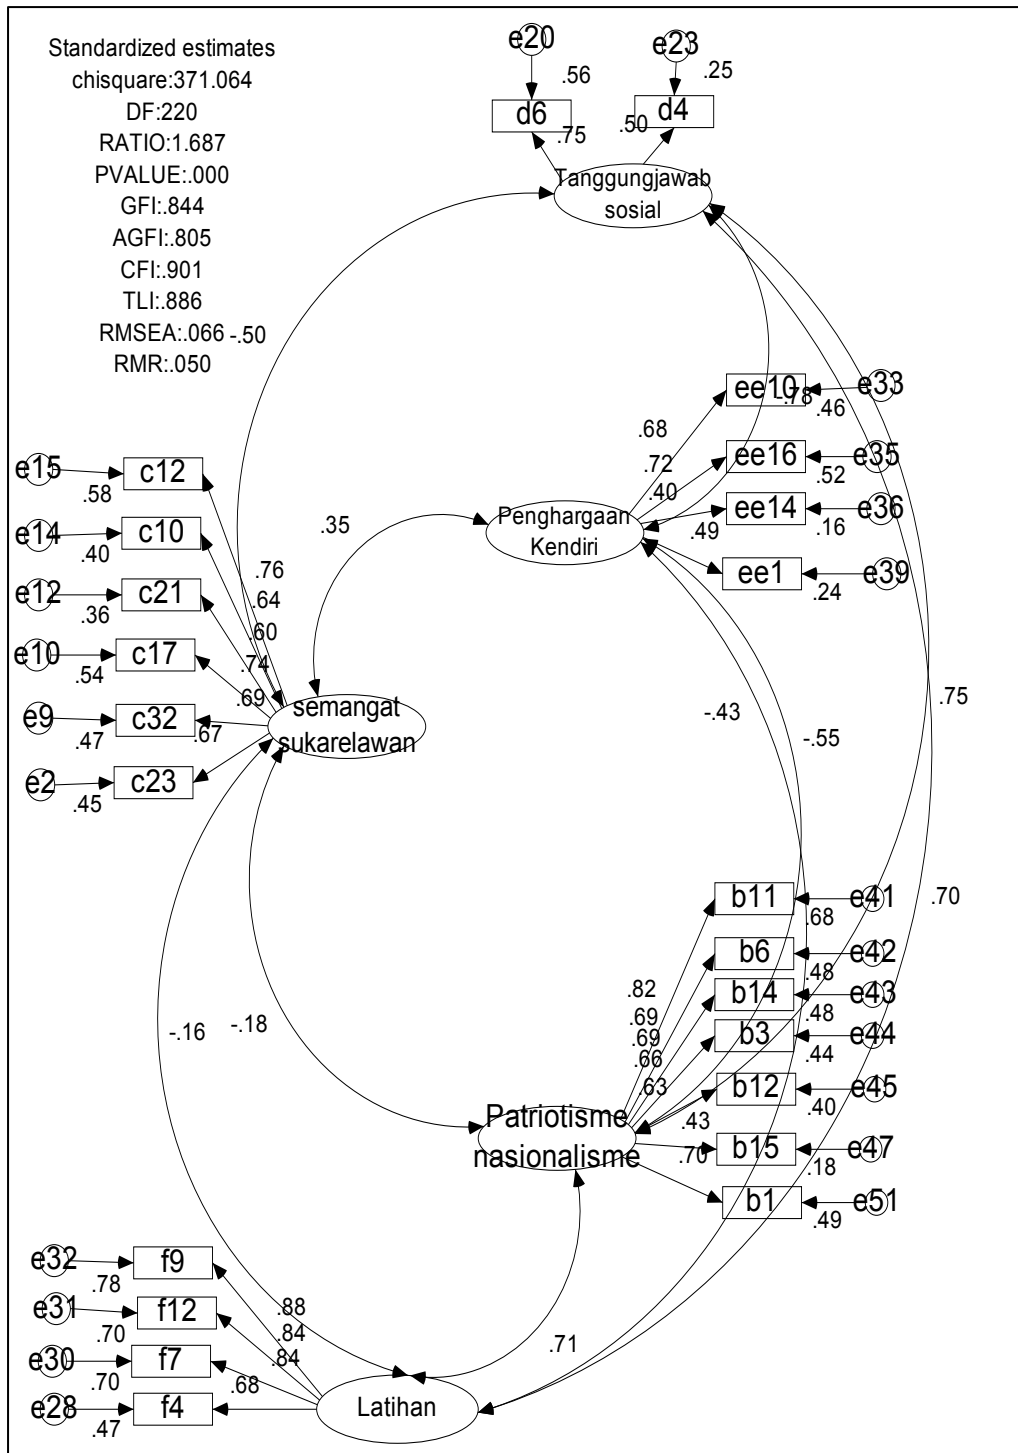 Standardized estimates
chisquare:371.064
DF:220
RATIO:1.687
PVALUE:.000
GFI:.844
AGFI:.805
CFI:.901
TLI:.886
RMSEA:.066
RMR:.050
e20
e23
.56
.25
d6
d4
.75
.50
Tanggungjawab
sosial
-.50
ee10
e33
-.78
.46
.68
ee16
e35
.72
.52
.40
ee14
e36
.49
.16
ee1
e39
.24
Penghargaan
Kendiri
.35
e15
c12
.58
e14
c10
.40
e12
c21
.36
e10
c17
.54
e9
c32
.47
e2
c23
.45
.76
.64
.60
.74
.69
.67
semangat
sukarelawan
-.43
-.55
.75
.70
b11
e41
.68
b6
e42
.48
b14
e43
.48
b3
e44
.44
b12
e45
.40
b15
e47
.18
b1
e51
.49
.82
.69
.69
.66
.63
.43
.70
Patriotisme
nasionalisme
-.16
-.18
e32
f9
.78
e31
f12
.70
e30
f7
.70
e28
f4
.47
.88
.84
.84
.68
.71
Latihan